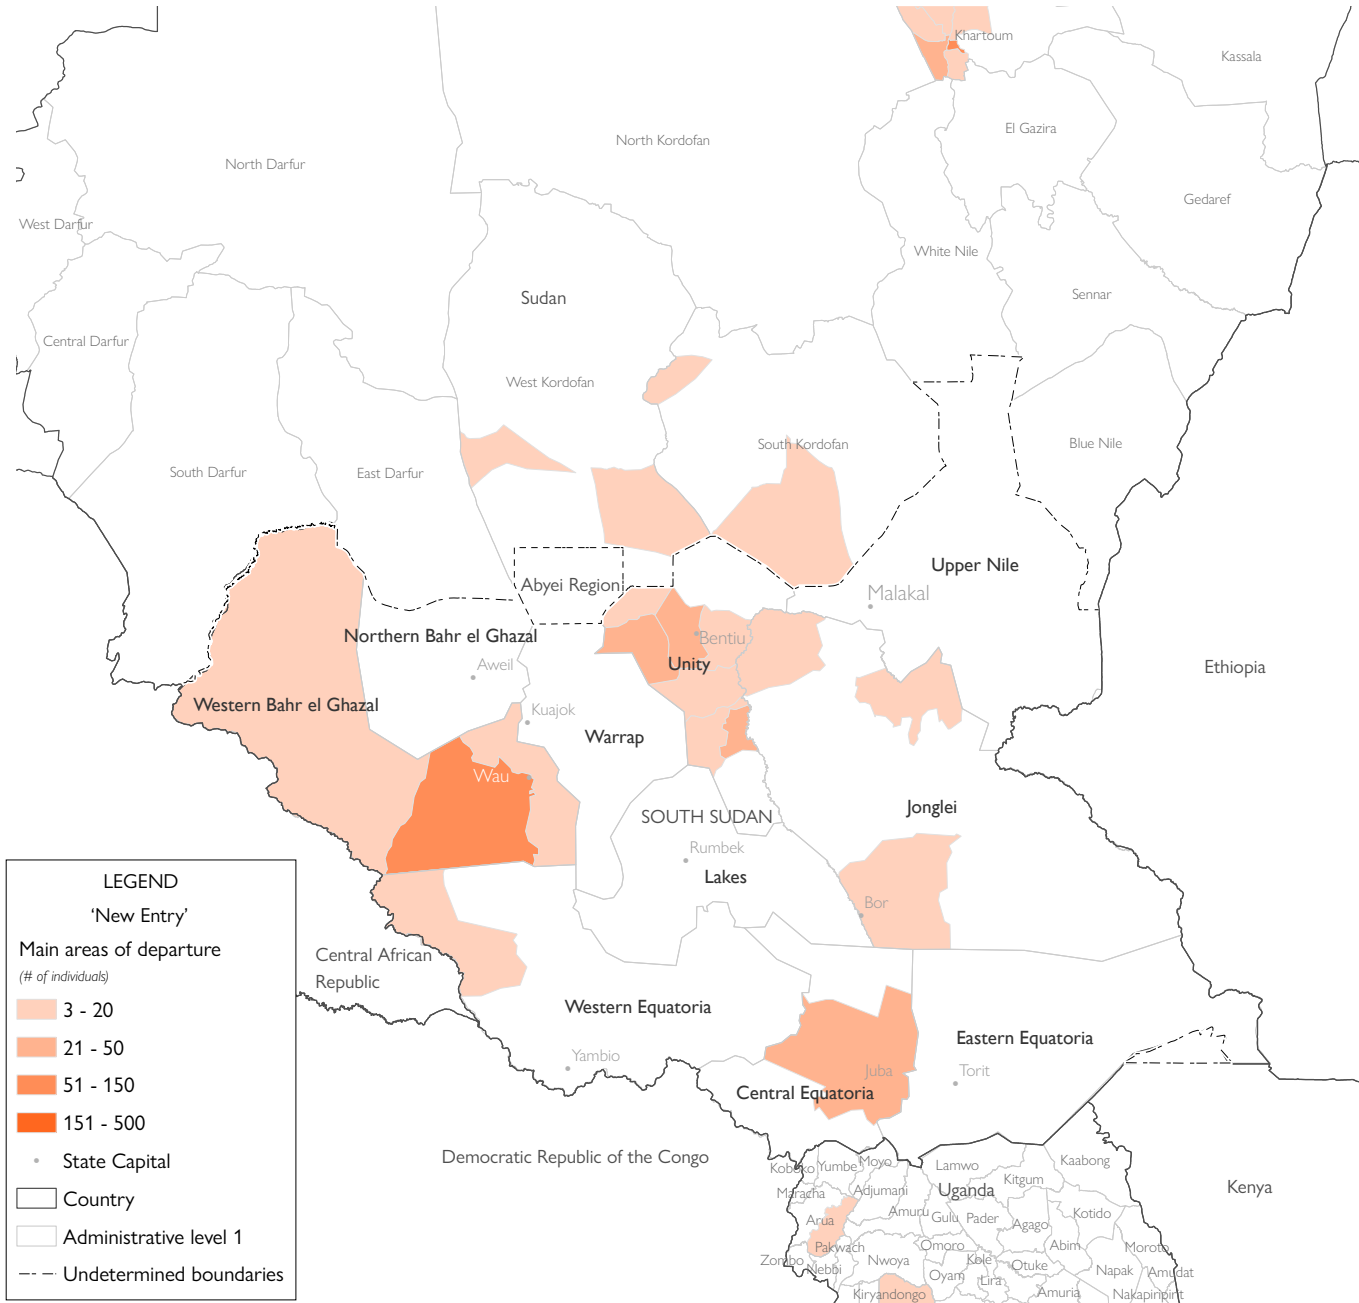 Khartoum
Kassala
El Gazira
North Kordofan
North Darfur
Gedaref
West Darfur
White Nile
Sudan
Sennar
Central Darfur
West Kordofan
South Kordofan
Blue Nile
South Darfur
East Darfur
Upper Nile
Abyei Region
Malakal
Northern Bahr el Ghazal
Bentiu
Aweil
Unity
Ethiopia
Western Bahr el Ghazal
Kuajok
Warrap
Wau
Jonglei
SOUTH SUDAN
Rumbek
Lakes
Bor
Central African
Republic
Western Equatoria
Eastern Equatoria
Yambio
Juba
Torit
Central Equatoria
Democratic Republic of the Congo
Koboko
Yumbe
Moyo
Lamwo
Kaabong
Kitgum
Maracha
Adjumani
Uganda
Kenya
Arua
Amuru
Gulu
Pader
Agago
Kotido
Pakwach
Omoro
Abim
Moroto
Zombo
Nebbi
Nwoya
Kole
Otuke
Napak
Amudat
Oyam
Lira
Kiryandongo
Amuria
Nakapiripirit
LEGEND
‘New Entry’
Main areas of departure
(# of individuals)
3 - 20
21 - 50
51 - 150
151 - 500
State Capital
Country
Administrative level 1
Undetermined boundaries